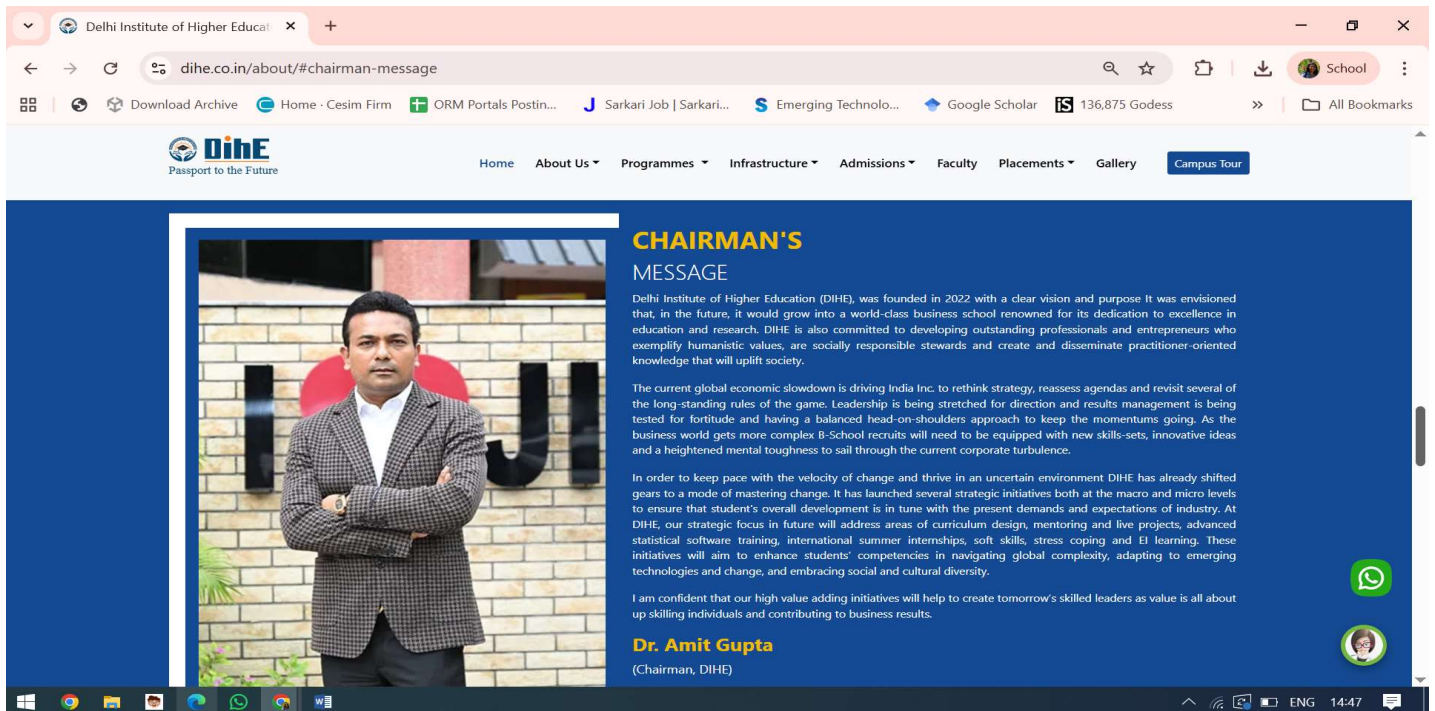 Delhi Institute of Higher Educat
dihe.co.in/about/#chairman-message
School
Download Archive
Home · Cesim Firm
ORM Portals Postin...
Sarkari Job | Sarkari...
Emerging Technolo...
Google Scholar
136,875 Godess
All Bookmarks
DihE
Passport to the Future
Home
About Us
Programmes
Infrastructure
Admissions
Faculty
Placements
Gallery
Campus Tour
CHAIRMAN'S
MESSAGE
Delhi Institute of Higher Education (DIHE), was founded in 2022 with a clear vision and purpose It was envisioned
that, in the future, it would grow into a world-class business school renowned for its dedication to excellence in
education and research. DIHE is also committed to developing outstanding professionals and entrepreneurs who
exemplify humanistic values, are socially responsible stewards and create and disseminate practitioner-oriented
knowledge that will uplift society.
The current global economic slowdown is driving India Inc. to rethink strategy, reassess agendas and revisit several of
the long-standing rules of the game. Leadership is being stretched for direction and results management is being
tested for fortitude and having a balanced head-on-shoulders approach to keep the momentums going. As the
business world gets more complex B-School recruits will need to be equipped with new skills-sets, innovative ideas
and a heightened mental toughness to sail through the current corporate turbulence.
In order to keep pace with the velocity of change and thrive in an uncertain environment DIHE has already shifted
gears to a mode of mastering change. It has launched several strategic initiatives both at the macro and micro levels
to ensure that student's overall development is in tune with the present demands and expectations of industry. At
DIHE, our strategic focus in future will address areas of curriculum design, mentoring and live projects, advanced
statistical software training, international summer internships, soft skills, stress coping and EI learning. These
initiatives will aim to enhance students' competencies in navigating global complexity, adapting to emerging
technologies and change, and embracing social and cultural diversity.
I am confident that our high value adding initiatives will help to create tomorrow's skilled leaders as value is all about
up skilling individuals and contributing to business results.
Dr. Amit Gupta
(Chairman, DIHE)
ENG
14:47